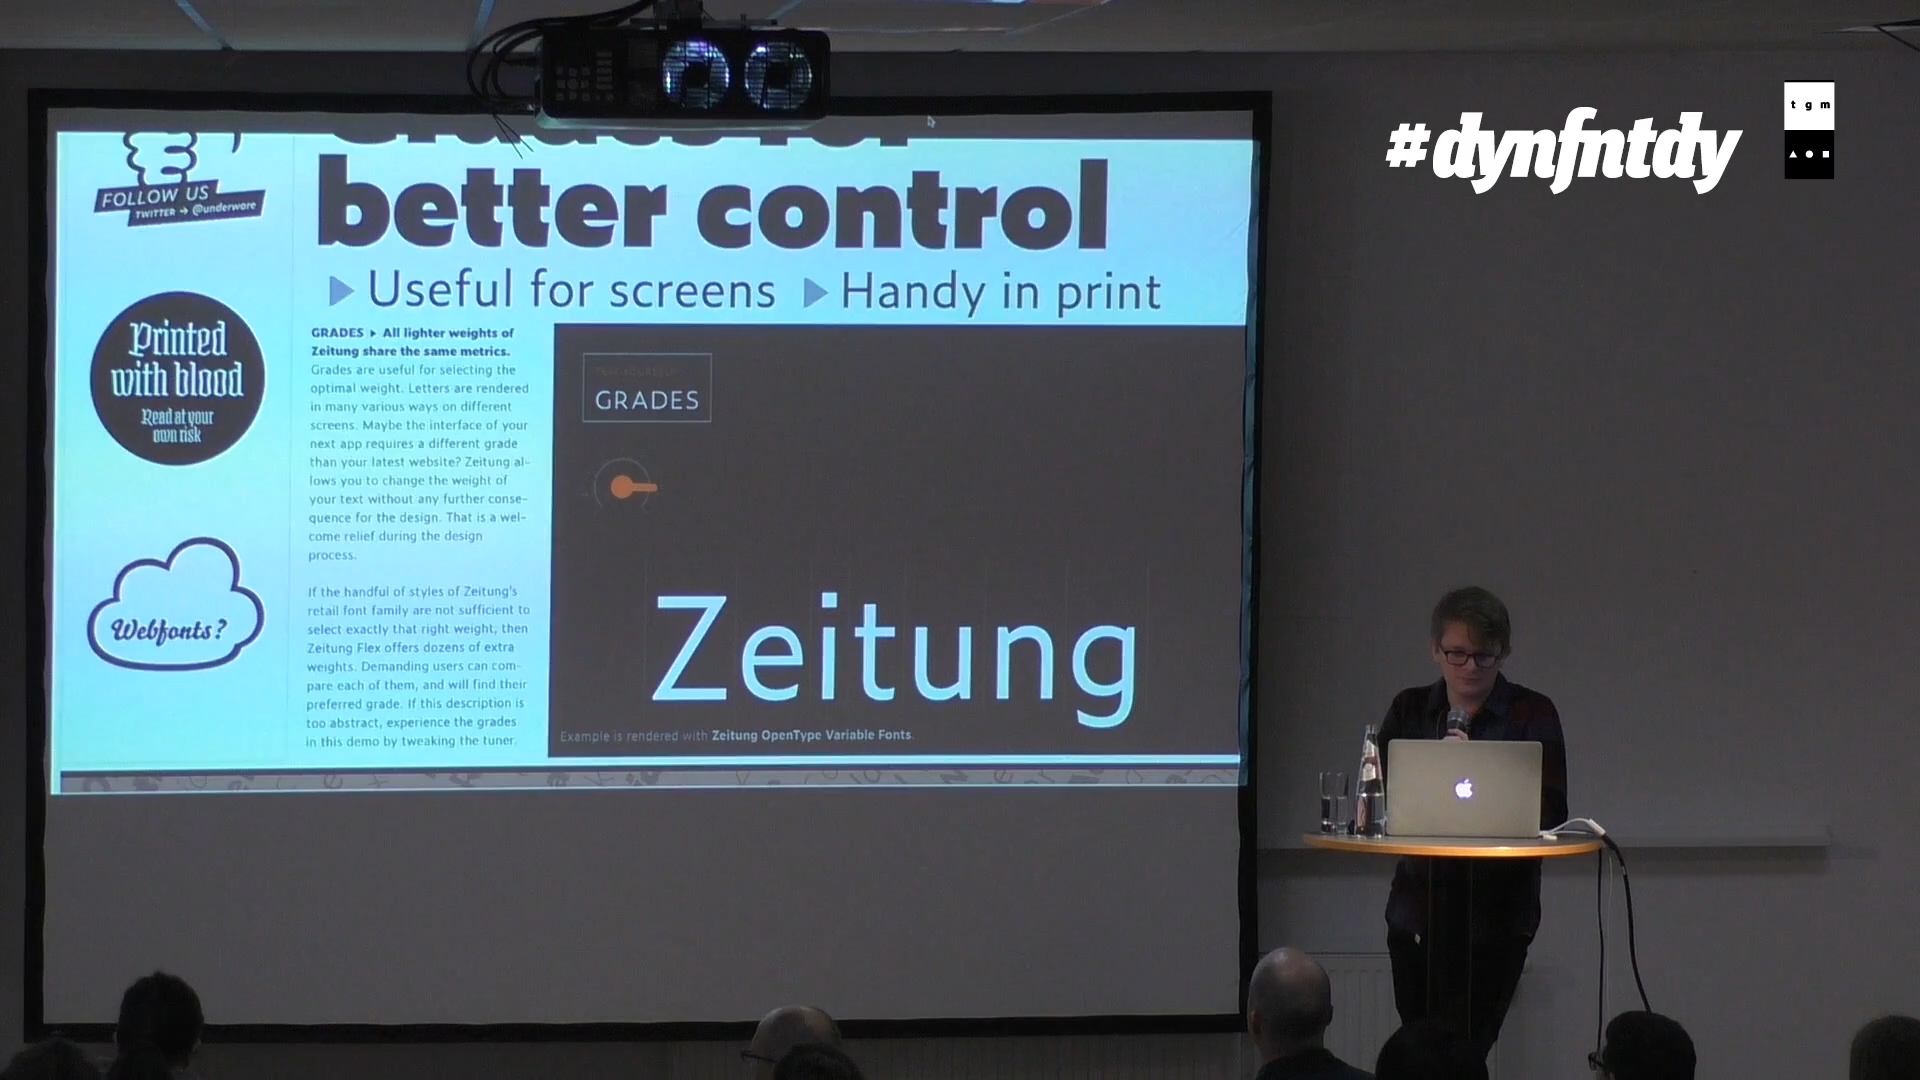 #dynfntdy
t g m
better control
Useful for screens
Handy in print
FOLLOW US
TWITTER → @underware
Printed
with blood
Read at your
own risk
Webfonts?
GRADES ▸ All lighter weights of
Zeitung share the same metrics.
Grades are useful for selecting the
optimal weight. Letters are rendered
in many various ways on different
screens. Maybe the interface of your
next app requires a different grade
than your latest website? Zeitung al-
lows you to change the weight of
your text without any further conse-
quence for the design. That is a wel-
come relief during the design
process.
If the handful of styles of Zeitung's
retail font family are not sufficient to
select exactly that right weight, then
Zeitung Flex offers dozens of extra
weights. Demanding users can com-
pare each of them, and will find their
preferred grade. If this description is
too abstract, experience the grades
in this demo by tweaking the tuner.
GRADES
Zeitung
Example is rendered with Zeitung OpenType Variable Fonts.